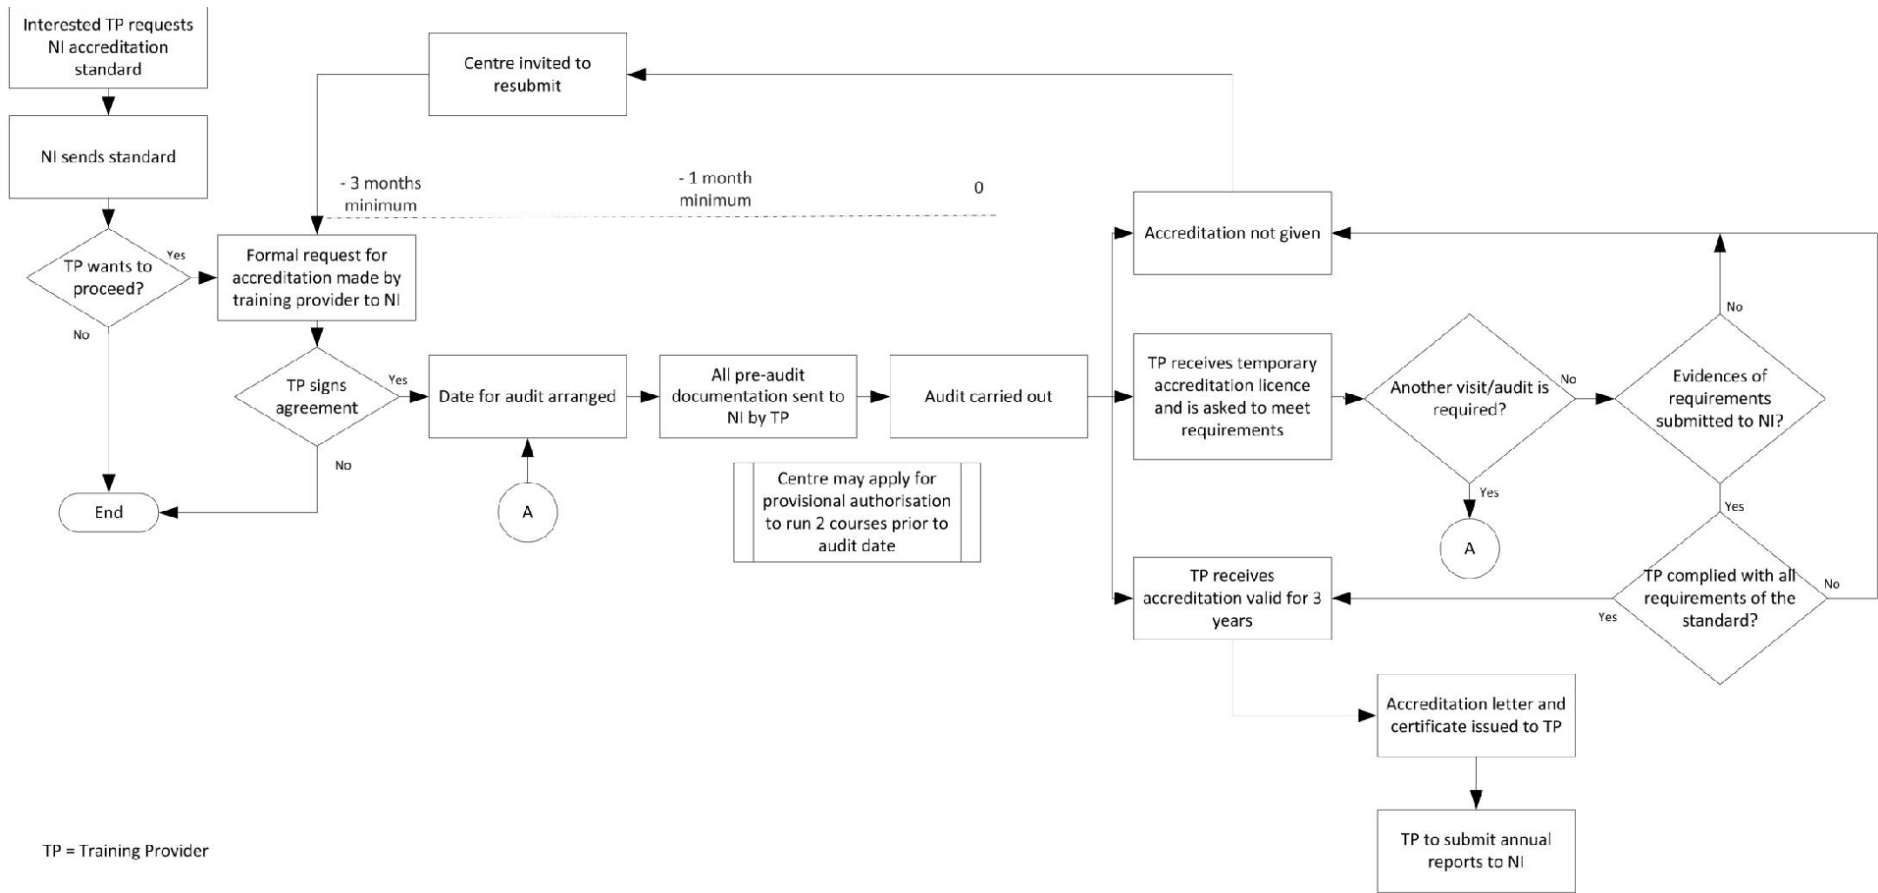 Interested TP requests
NI accreditation
standard
NI sends standard
TP wants to
proceed?
Yes
No
End
Centre invited to
resubmit
- 3 months
minimum
- 1 month
minimum
0
Formal request for
accreditation made by
training provider to NI
TP signs
agreement
Yes
No
Date for audit arranged
A
All pre-audit
documentation sent to
NI by TP
Centre may apply for
provisional authorisation
to run 2 courses prior to
audit date
Audit carried out
Accreditation not given
TP receives temporary
accreditation licence
and is asked to meet
requirements
Another visit/audit is
required?
No
Yes
A
Evidences of
requirements
submitted to NI?
No
Yes
TP complied with all
requirements of the
standard?
No
Yes
TP receives
accreditation valid for 3
years
Accreditation letter and
certificate issued to TP
TP to submit annual
reports to NI
TP = Training Provider